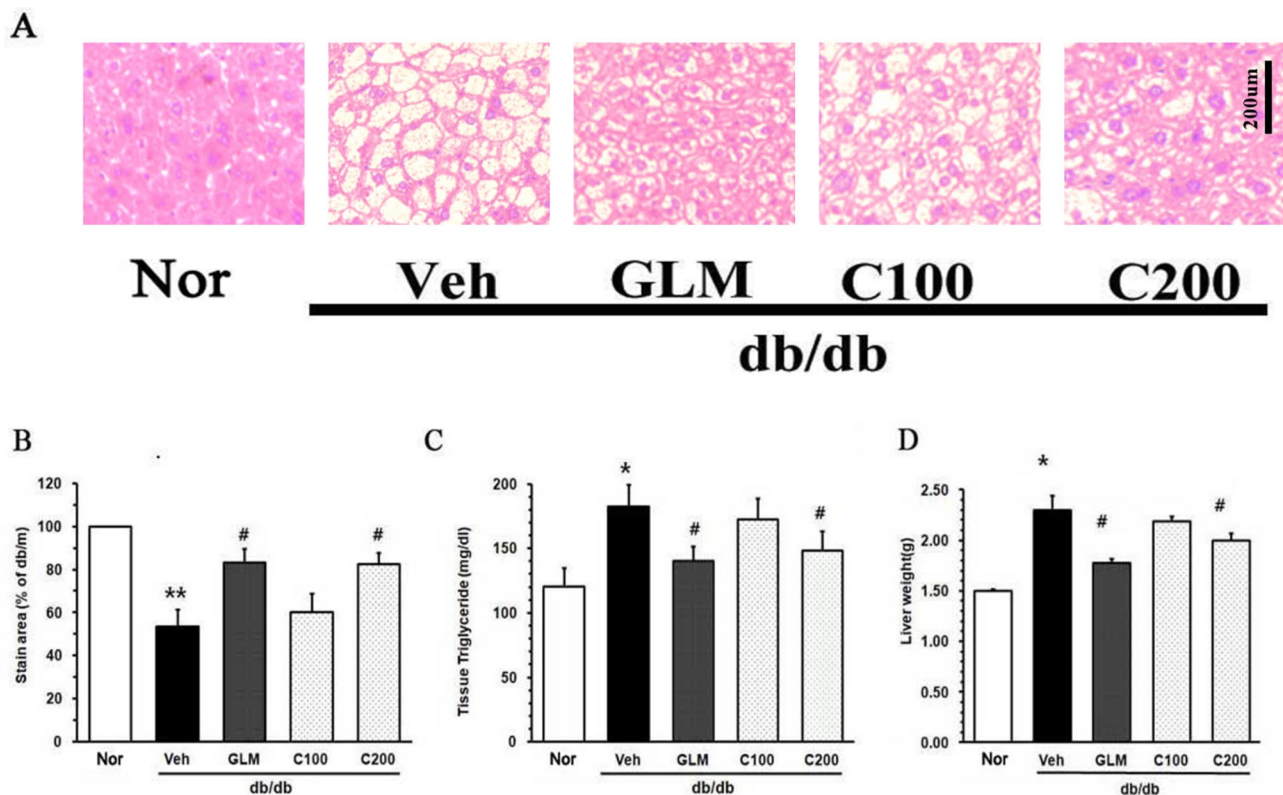 A
200um
Nor
Veh GLM C100 C200
db/db
B
Stain area (% of db/m)
120
100
80
60
40
20
0
**
#
#
Nor Veh GLM C100 C200
db/db
C
Tissue Triglyceride (mg/dl)
200
150
100
50
0
*
#
#
Nor Veh GLM C100 C200
db/db
D
Liver weight(g)
2.50
2.00
1.50
1.00
0.50
0.00
*
#
#
Nor Veh GLM C100 C200
db/db